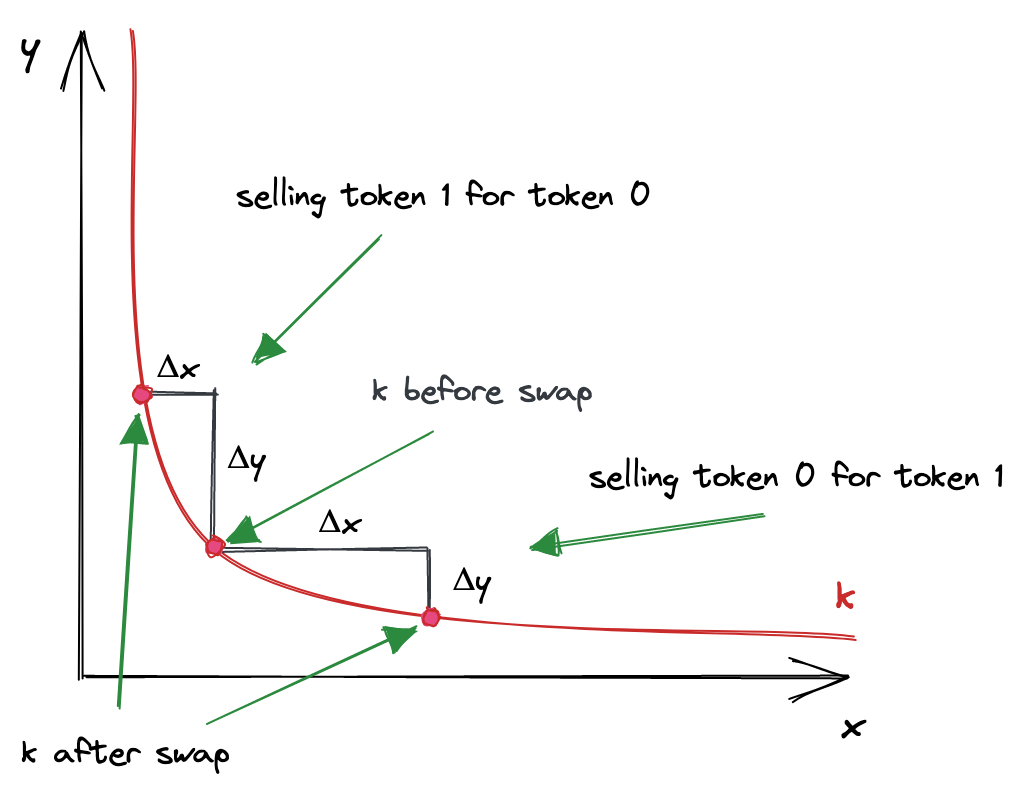 y
selling token 1 for token 0
Δx
k before swap
Δy
selling token 0 for token 1
Δx
Δy
k
x
k after swap